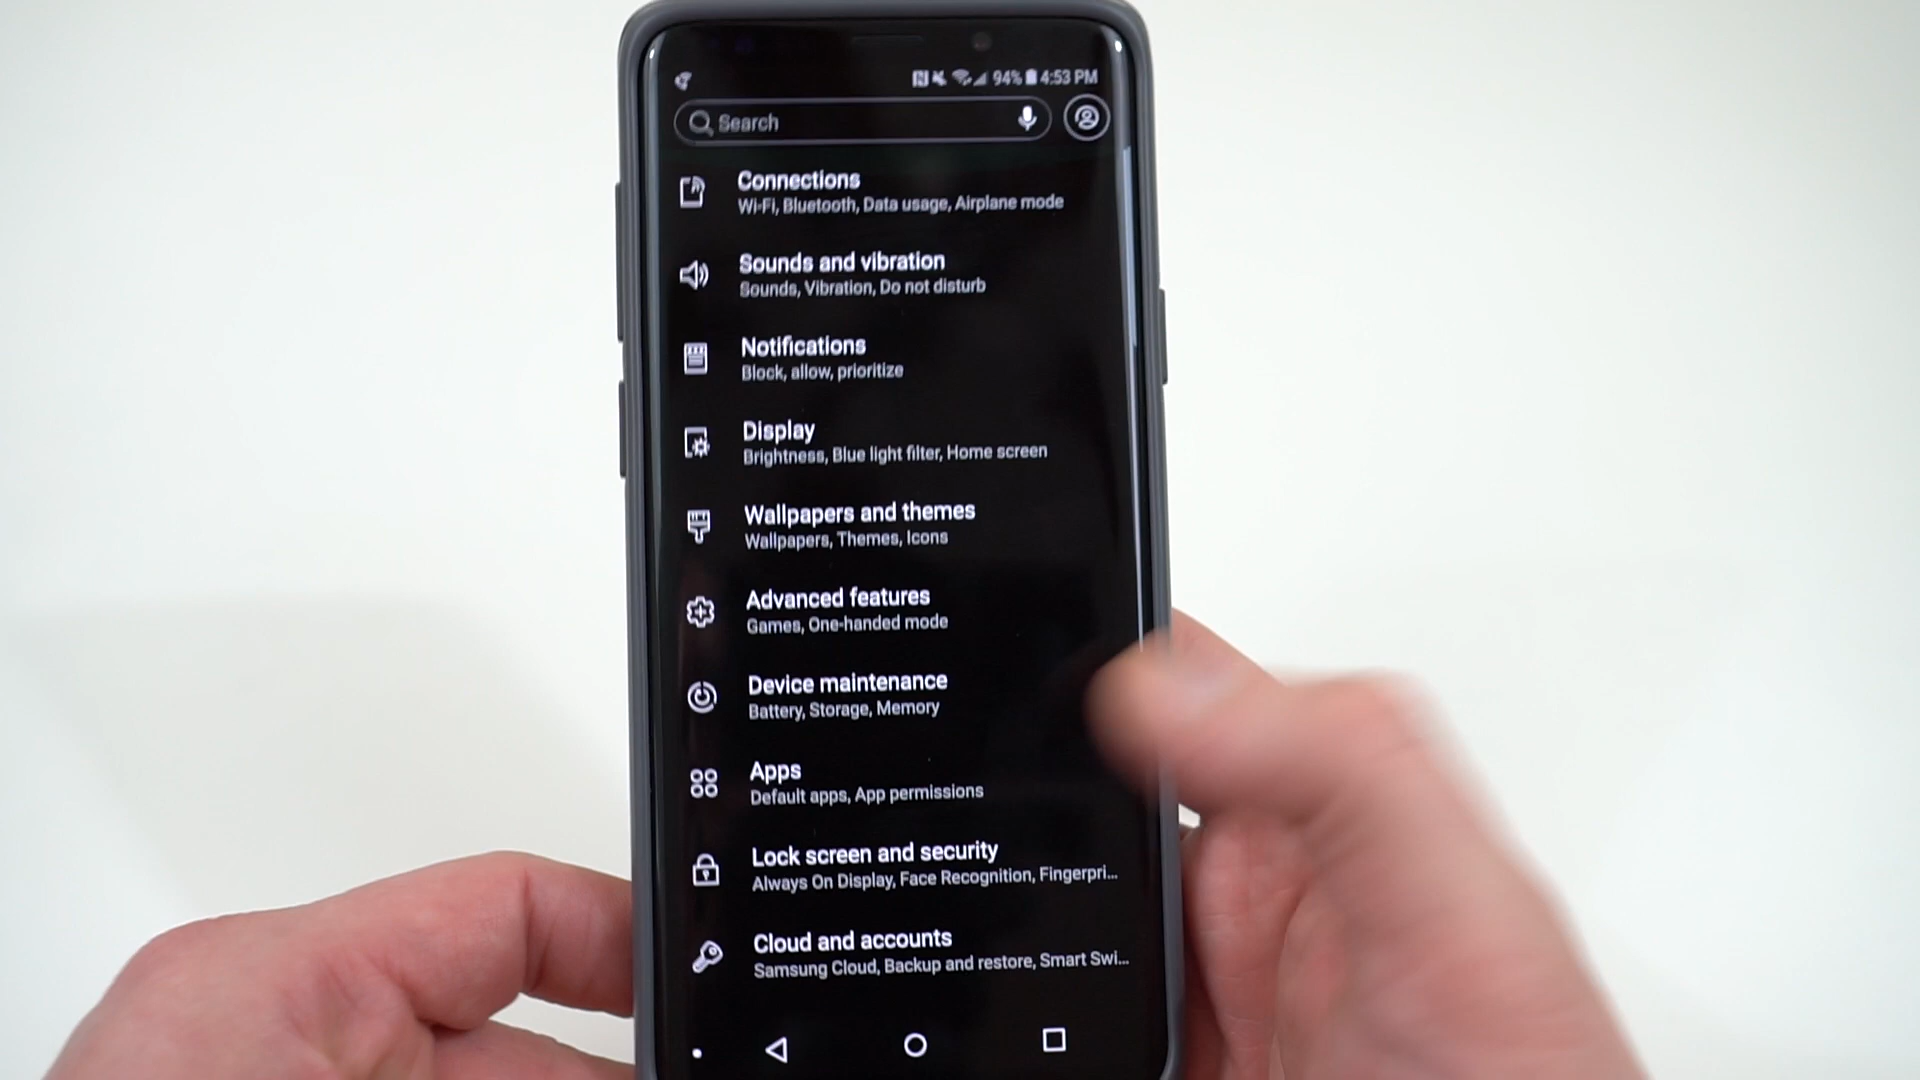 94% 4:53 PM
Search
Connections
Wi-Fi, Bluetooth, Data usage, Airplane mode
Sounds and vibration
Sounds, Vibration, Do not disturb
Notifications
Block, allow, prioritize
Display
Brightness, Blue light filter, Home screen
Wallpapers and themes
Wallpapers, Themes, Icons
Advanced features
Games, One-handed mode
Device maintenance
Battery, Storage, Memory
Apps
Default apps, App permissions
Lock screen and security
Always On Display, Face Recognition, Fingerpri...
Cloud and accounts
Samsung Cloud, Backup and restore, Smart Swi...